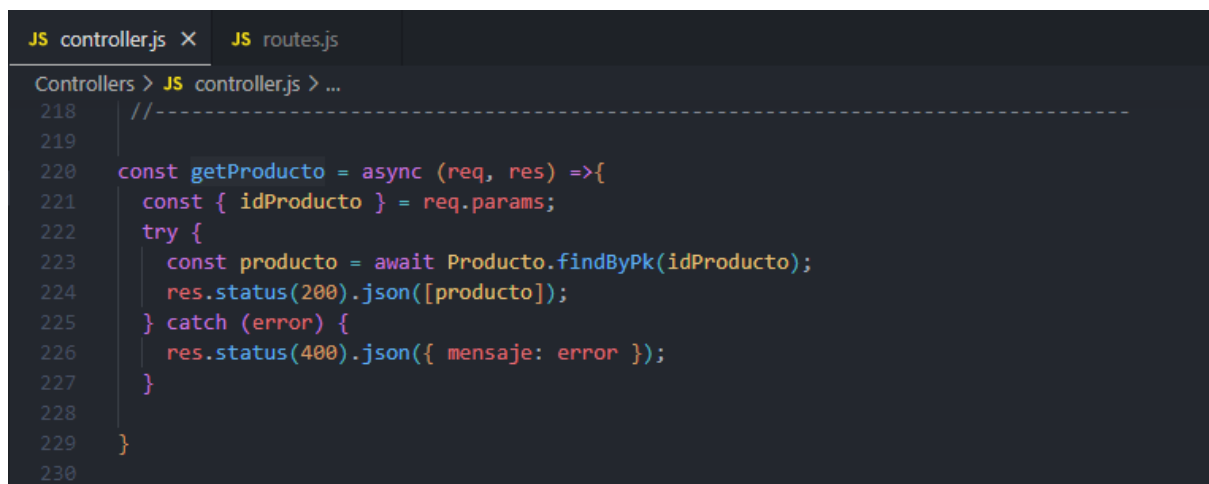 JS controller.js × JS routes.js
Controllers > JS controller.js > ...
218 //---------------------------------------------------------------------------------
219
220 const getProducto = async (req, res) =>{
221 const { idProducto } = req.params;
222 try {
223 const producto = await Producto.findByPk(idProducto);
224 res.status(200).json([producto]);
225 } catch (error) {
226 res.status(400).json({ mensaje: error });
227 }
228
229 }
230